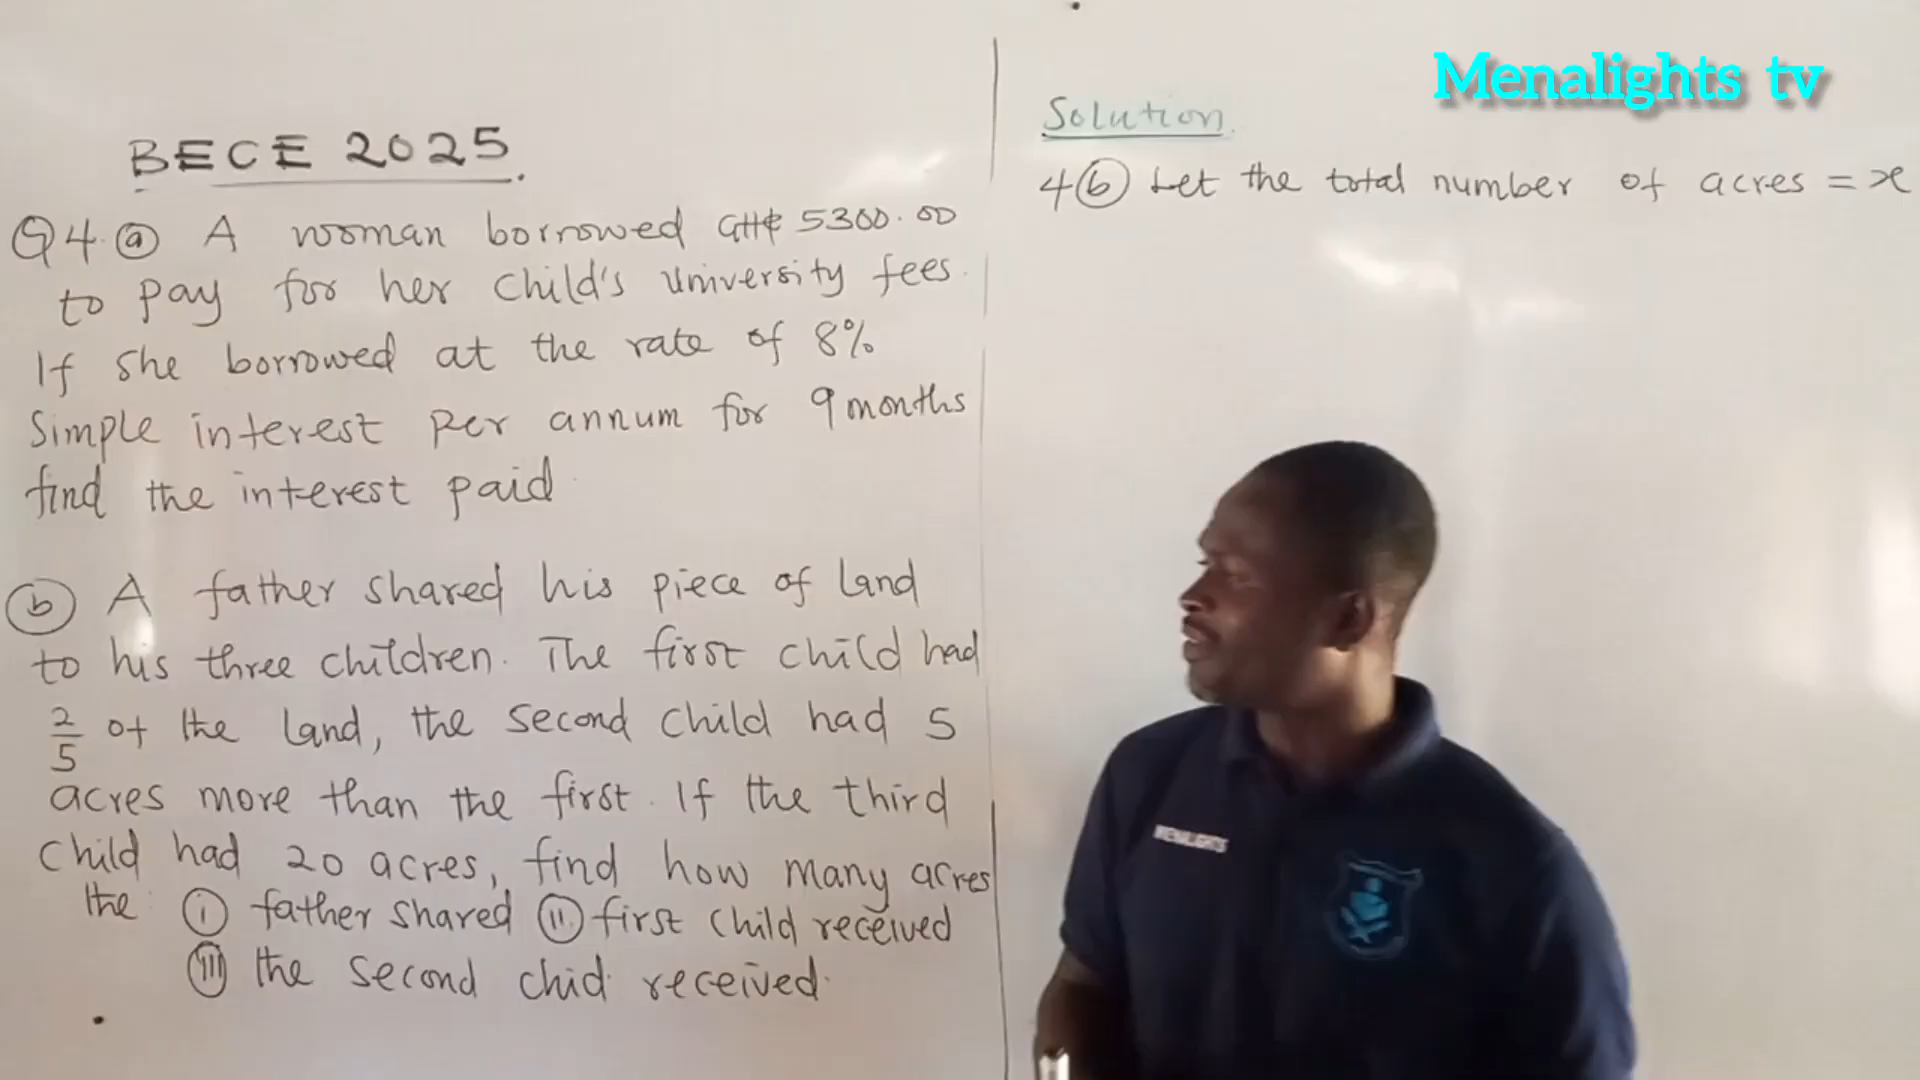 BECE 2025.
Q4. (a) A woman borrowed GH¢ 5300.00
to pay for her child's University fees.
If she borrowed at the rate of 8%
Simple interest per annum for 9 months
find the interest paid
(b) A father shared his piece of land
to his three children. The first child had
2/5 of the land, the second child had 5
acres more than the first. If the third
child had 20 acres, find how many acres
the: (i) father shared (ii) first child received
(iii) the second chid received.
Menalights tv
Solution
4(b) Let the total number of acres = x
MENALIGHTS